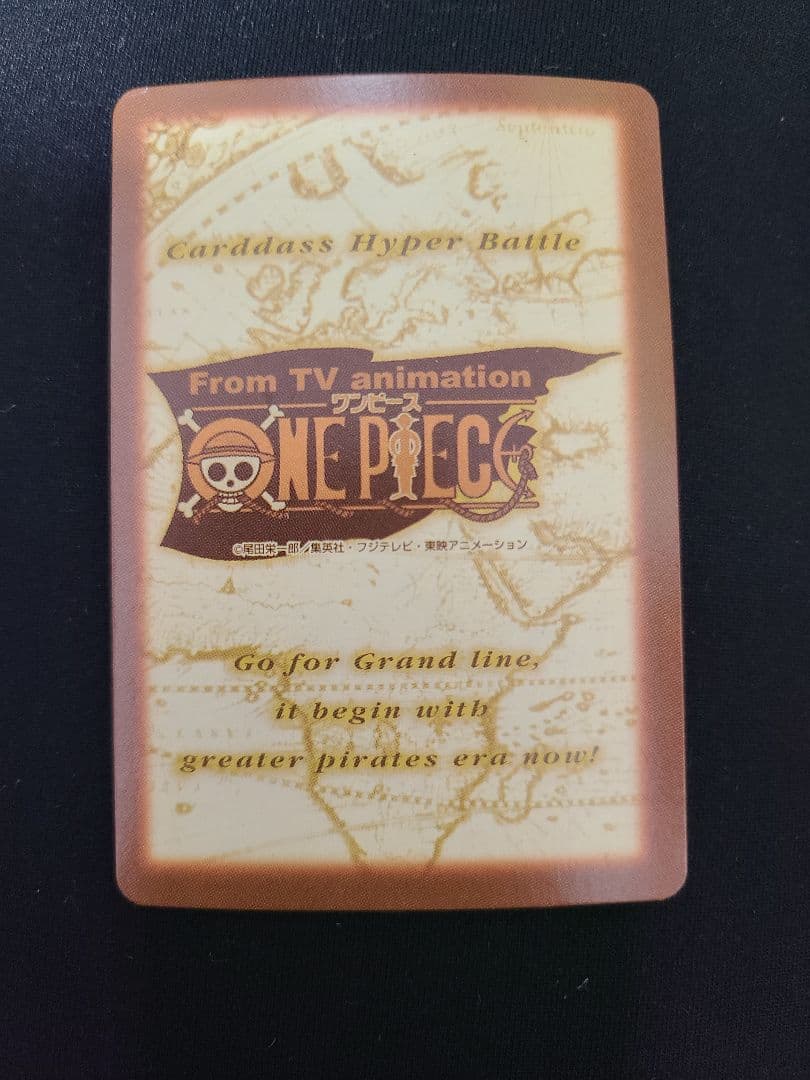 Septentrio
Carddass Hyper Battle
From TV animation
ワンピース
ONE PIECE
©尾田栄一郎／集英社・フジテレビ・東映アニメーション
Go for Grand line,
it begin with
greater pirates era now!